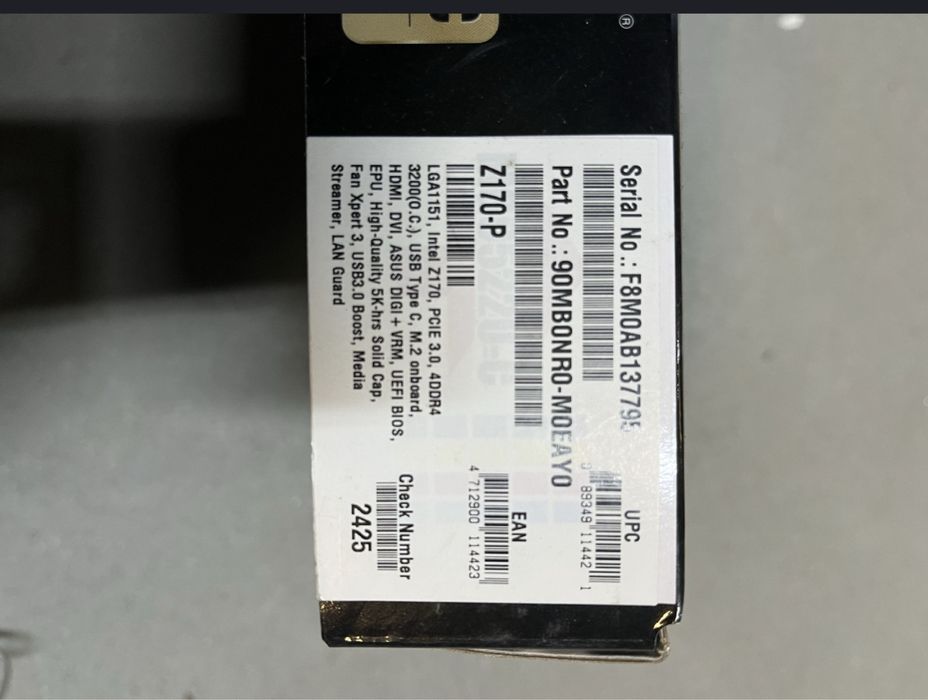 ®
Serial No.: F8M0AB137795
UPC
89349 11442 1
Part No.: 90MB0NR0-M0EAY0
EAN
4 712900 114423
Z170-P
LGA1151, Intel Z170, PCIE 3.0, 4DDR4
3200(O.C.), USB Type C, M.2 onboard,
HDMI, DVI, ASUS DIGI+ VRM, UEFI BIOS,
EPU, High-Quality 5K-hrs Solid Cap,
Fan Xpert 3, USB3.0 Boost, Media
Streamer, LAN Guard
Check Number
2425